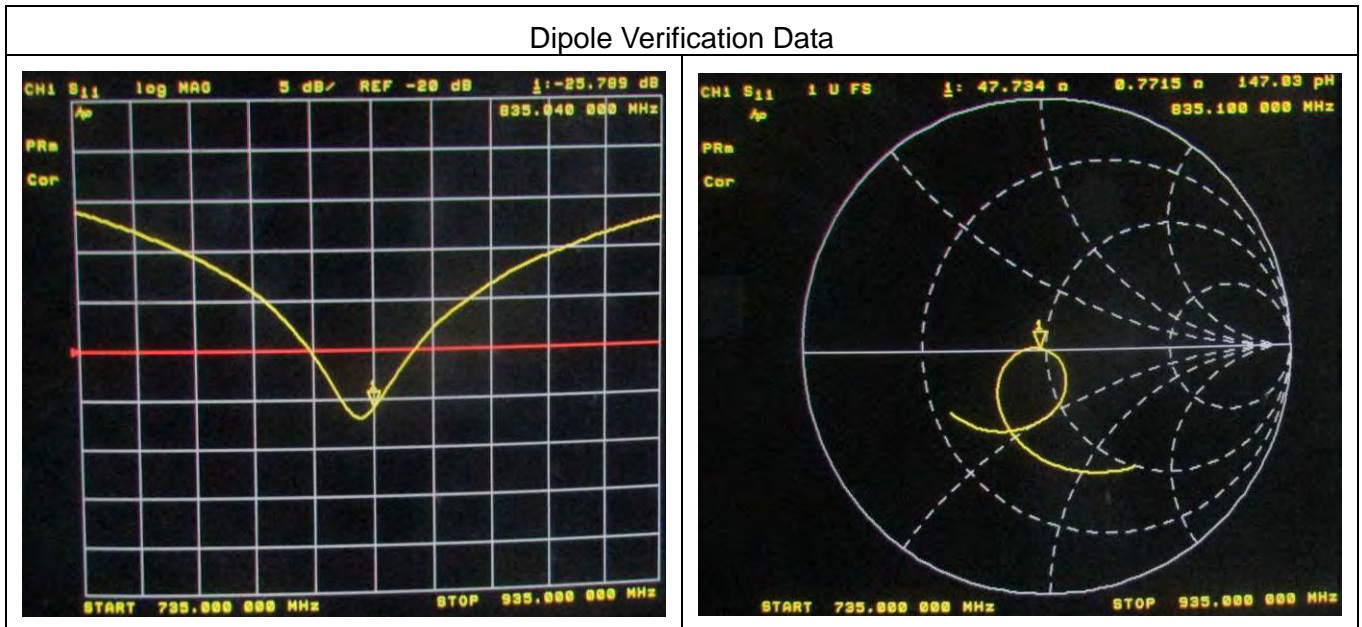 Dipole Verification Data
CH1 S11 log MAG 5 dB/ REF -20 dB 1:-25.789 dB
835.040 000 MHz
PRm
Cor
1
START 735.000 000 MHz STOP 935.000 000 MHz
CH1 S11 1 U FS 1: 47.734 Ω 0.7715 Ω 147.03 pH
835.100 000 MHz
PRm
Cor
1
START 735.000 000 MHz STOP 935.000 000 MHz